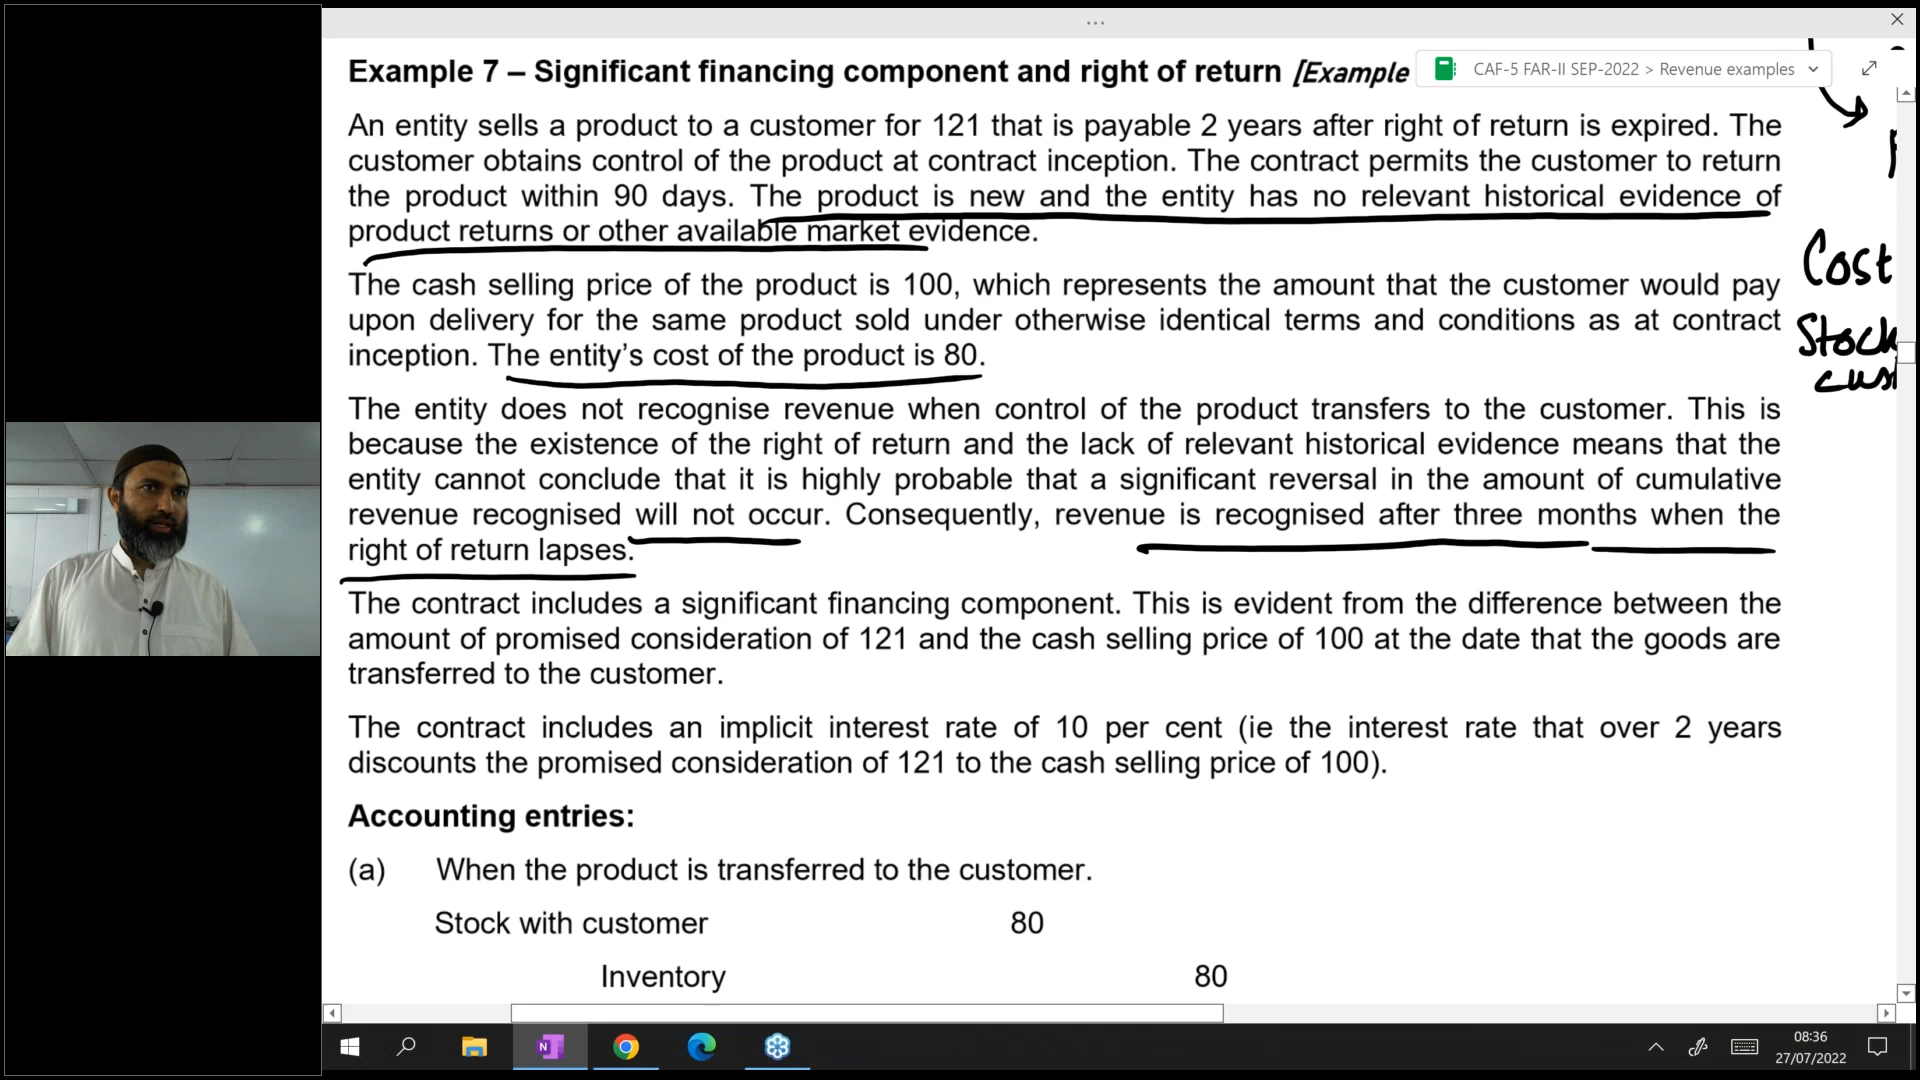 Example 7 – Significant financing component and right of return [Example
CAF-5 FAR-II SEP-2022 > Revenue examples
An entity sells a product to a customer for 121 that is payable 2 years after right of return is expired. The
customer obtains control of the product at contract inception. The contract permits the customer to return
the product within 90 days. The product is new and the entity has no relevant historical evidence of
product returns or other available market evidence.
Cost
The cash selling price of the product is 100, which represents the amount that the customer would pay
upon delivery for the same product sold under otherwise identical terms and conditions as at contract
Stock
inception. The entity’s cost of the product is 80.
The entity does not recognise revenue when control of the product transfers to the customer. This is
because the existence of the right of return and the lack of relevant historical evidence means that the
entity cannot conclude that it is highly probable that a significant reversal in the amount of cumulative
revenue recognised will not occur. Consequently, revenue is recognised after three months when the
right of return lapses.
The contract includes a significant financing component. This is evident from the difference between the
amount of promised consideration of 121 and the cash selling price of 100 at the date that the goods are
transferred to the customer.
The contract includes an implicit interest rate of 10 per cent (ie the interest rate that over 2 years
discounts the promised consideration of 121 to the cash selling price of 100).
Accounting entries:
(a) When the product is transferred to the customer.
Stock with customer 80
Inventory 80
08:36
27/07/2022